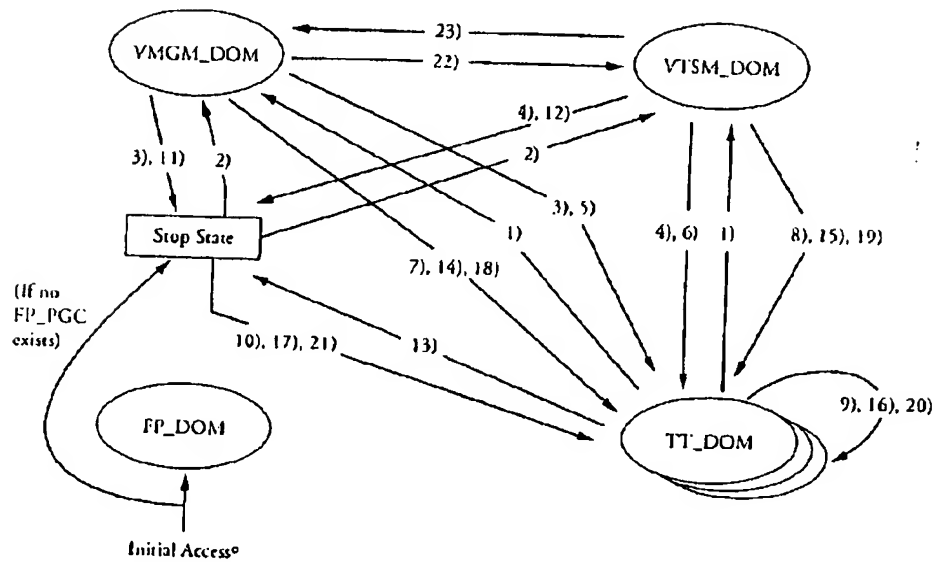 23)
VMGM_DOM
22)
VTSM_DOM
4), 12)
3), 11)
2)
2)
3), 5)
Stop State
1)
4), 6)
1)
8), 15), 19)
7), 14), 18)
(If no
FP_PGC
exists)
10), 17), 21)
13)
9), 16), 20)
FP_DOM
TT_DOM
Initial Access°